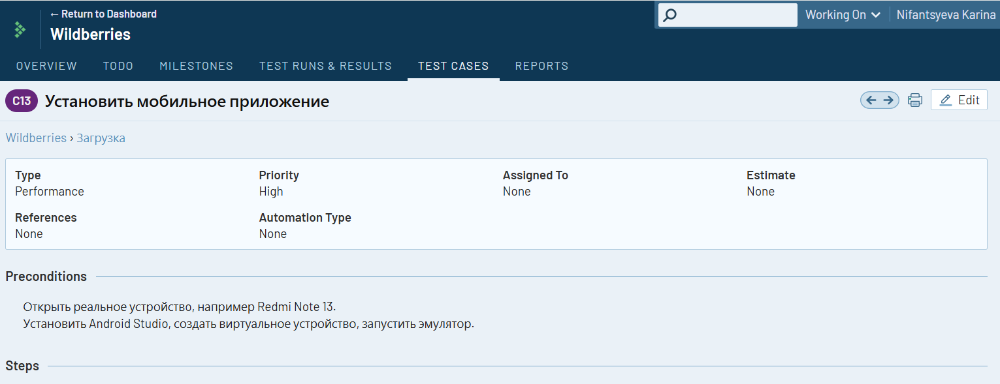 ← Return to Dashboard
Wildberries
Working On
Nifantsyeva Karina
OVERVIEW TODO MILESTONES TEST RUNS & RESULTS TEST CASES REPORTS
C13 Установить мобильное приложение
Edit
Wildberries › Загрузка
Type Priority Assigned To Estimate
Performance High None None
References Automation Type
None None
Preconditions
Открыть реальное устройство, например Redmi Note 13.
Установить Android Studio, создать виртуальное устройство, запустить эмулятор.
Steps